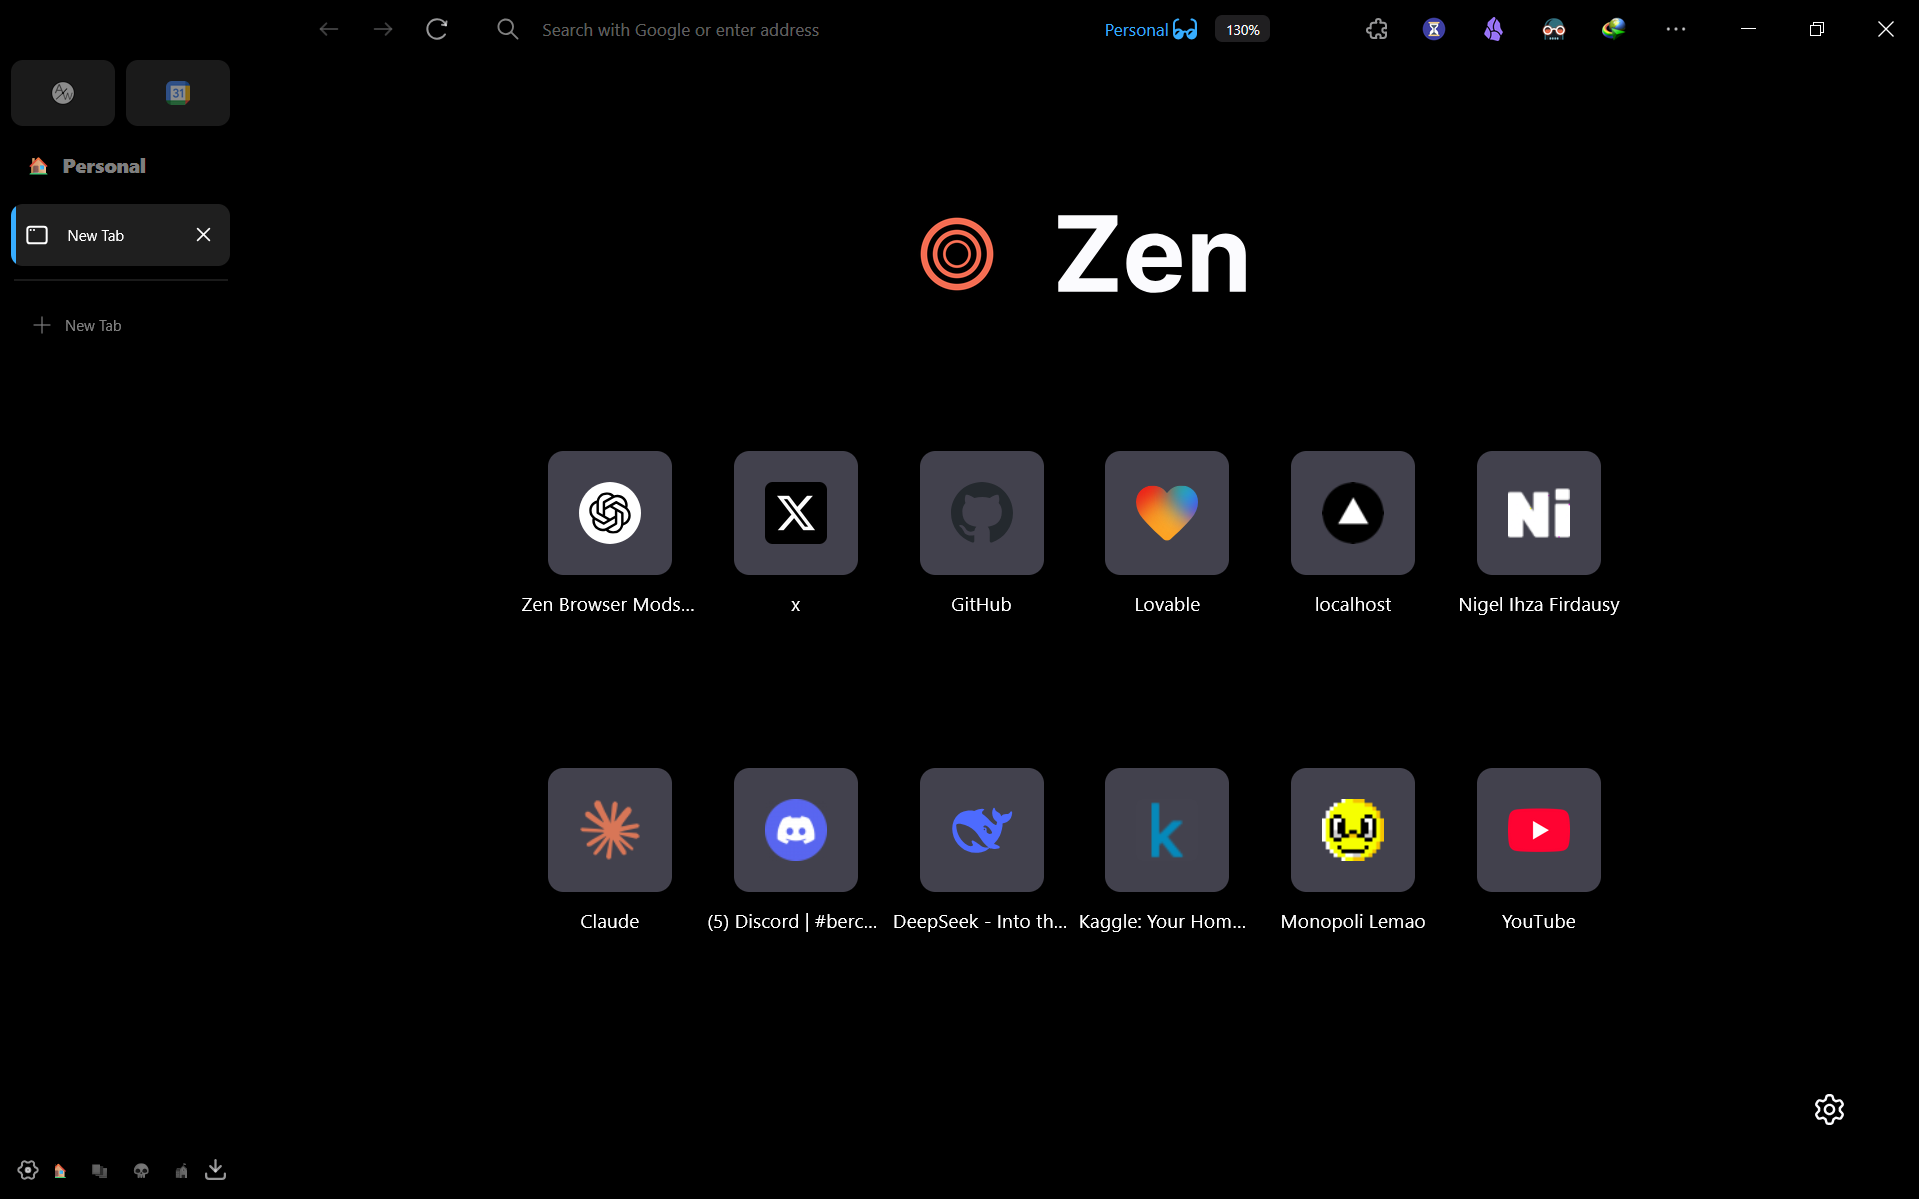 Search with Google or enter address
Personal
130%
31
Personal
New Tab
New Tab
Zen
Ni
Zen Browser Mods...
x
GitHub
Lovable
localhost
Nigel Ihza Firdausy
k
Claude
(5) Discord | #berc...
DeepSeek - Into th...
Kaggle: Your Hom...
Monopoli Lemao
YouTube